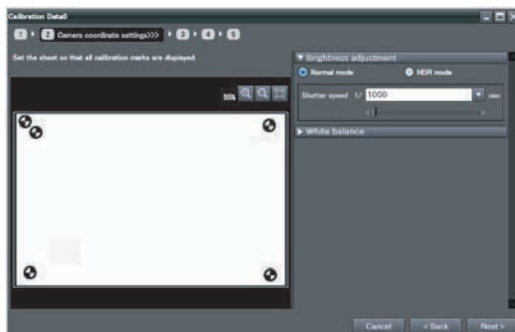 Calibration Data0
1 2 Camera coordinate settings>>> 3 4 5
Set the sheet so that all calibration marks are displayed.
55%
▼ Brightness adjustment
Normal mode HDR mode
Shutter speed 1/ 1000 sec
▶ White balance
Cancel < Back Next >